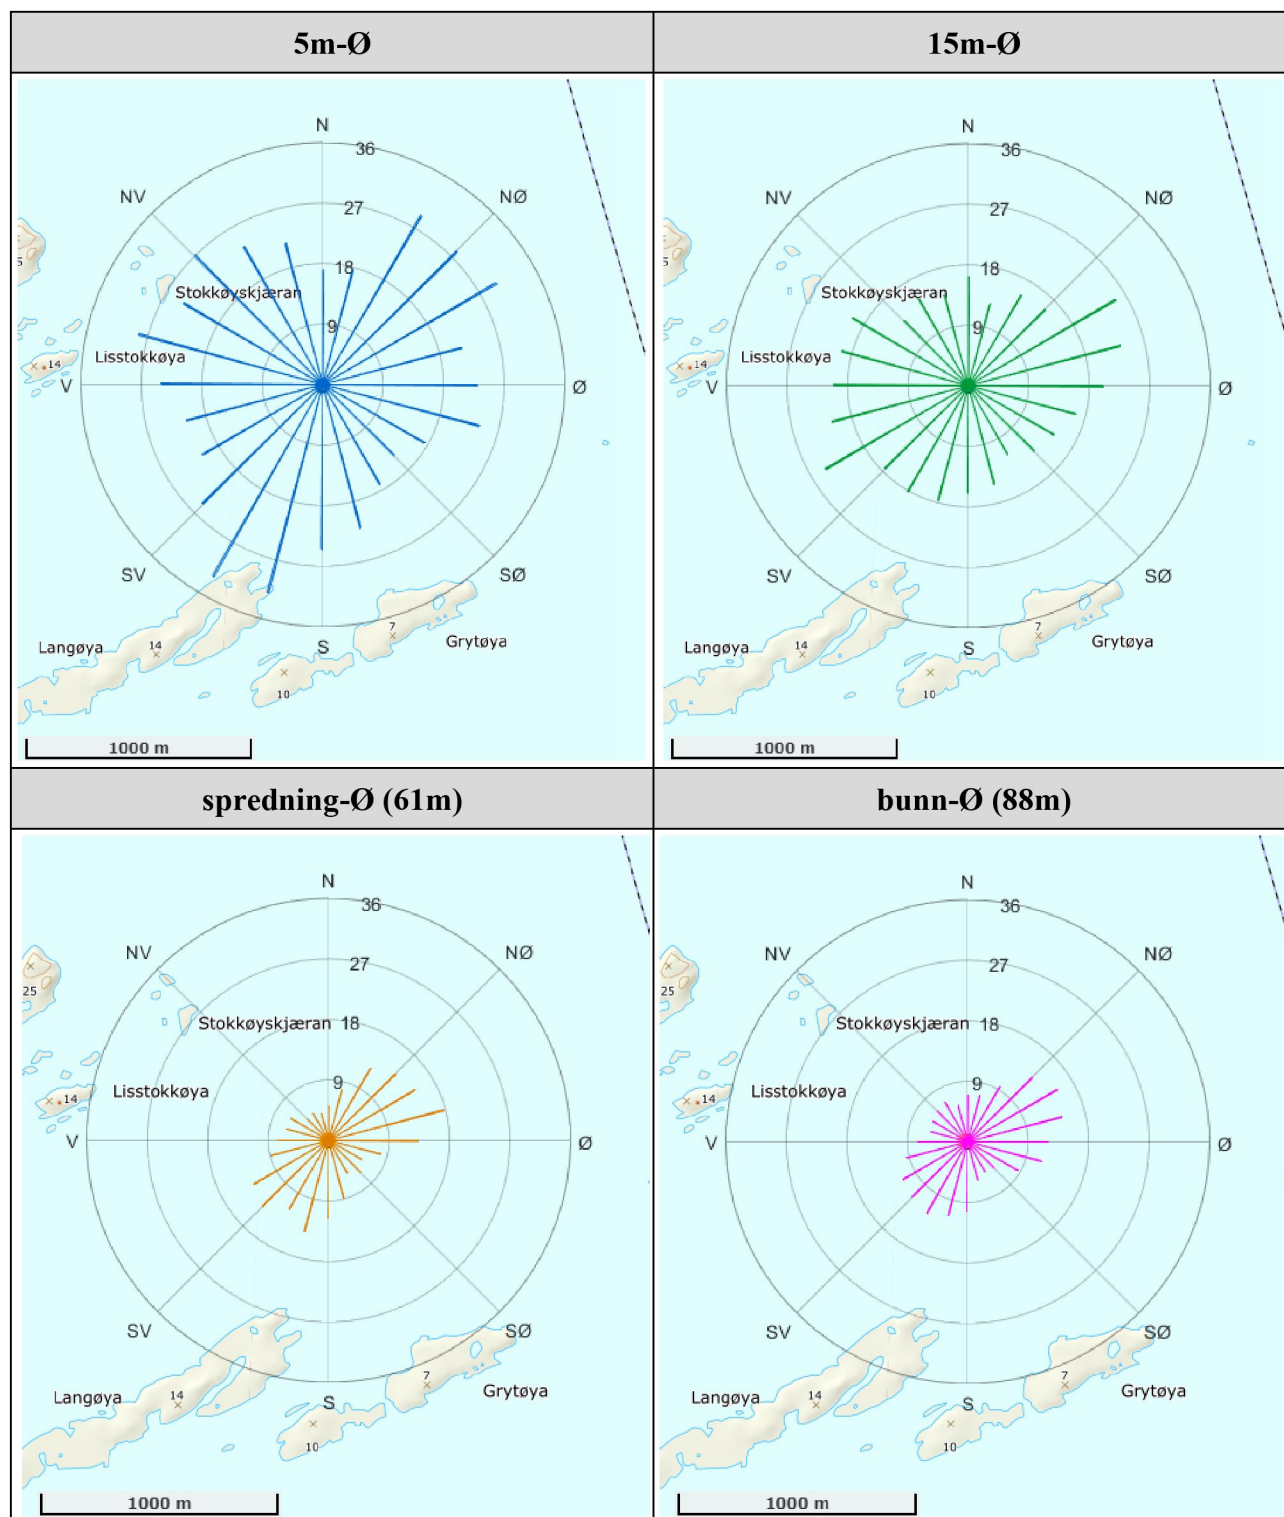 5m-Ø
15m-Ø
N
36
NV
NØ
27
18
Stokkøyskjæran
9
5
14
Lisstokkøya
V
Ø
SV
SØ
S
7
Langøya
14
Grytøya
10
1000 m
N
36
NV
NØ
27
18
Stokkøyskjæran
9
5
14
Lisstokkøya
V
Ø
SV
SØ
S
7
Langøya
14
Grytøya
10
1000 m
spredning-Ø (61m)
bunn-Ø (88m)
N
36
NV
NØ
27
25
18
Stokkøyskjæran
9
14
Lisstokkøya
V
Ø
SV
SØ
7
Langøya
14
S
Grytøya
10
1000 m
N
36
NV
NØ
27
25
18
Stokkøyskjæran
9
14
Lisstokkøya
V
Ø
SV
SØ
7
Langøya
14
S
Grytøya
10
1000 m